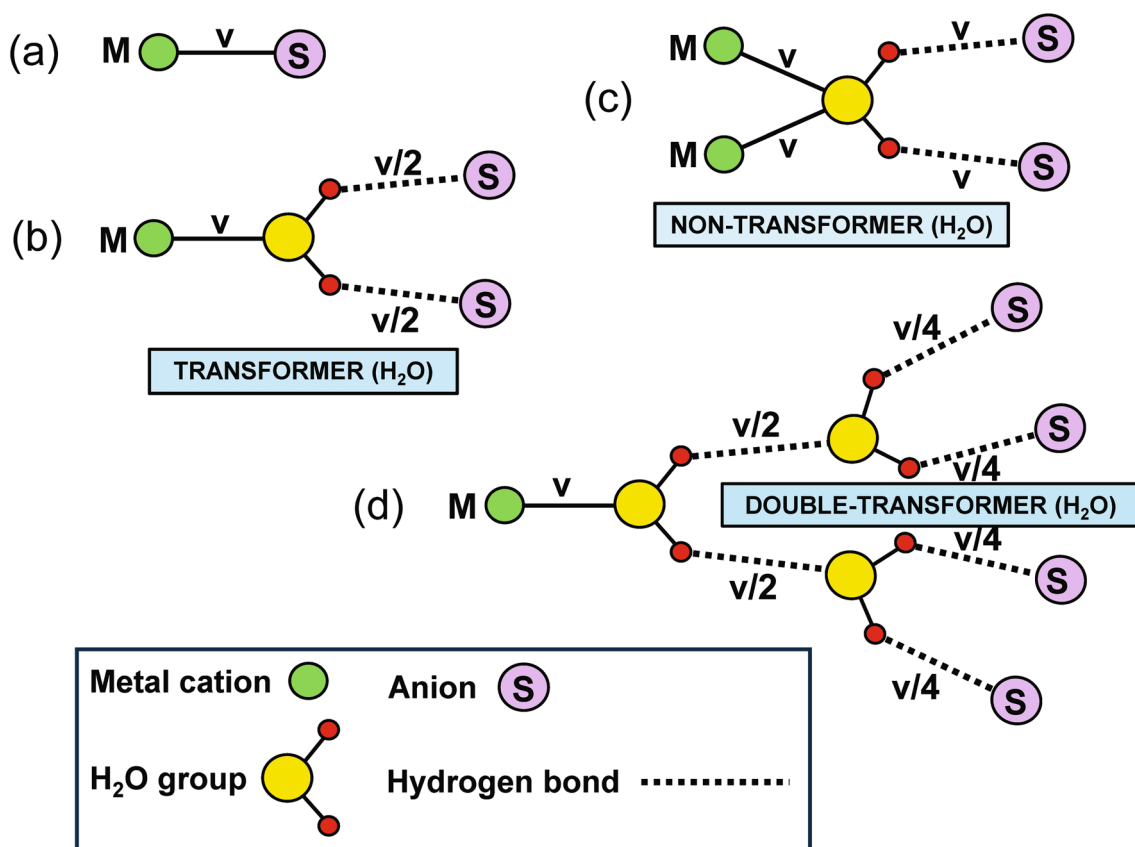 (a)
M
v
S
(b)
M
v
v/2
S
v/2
S
TRANSFORMER (H₂O)
(c)
M
v
M
v
v
S
v
S
NON-TRANSFORMER (H₂O)
(d)
M
v
v/2
v/4
S
v/4
S
DOUBLE-TRANSFORMER (H₂O)
v/2
v/4
S
v/4
S
Metal cation
Anion
S
H₂O group
Hydrogen bond